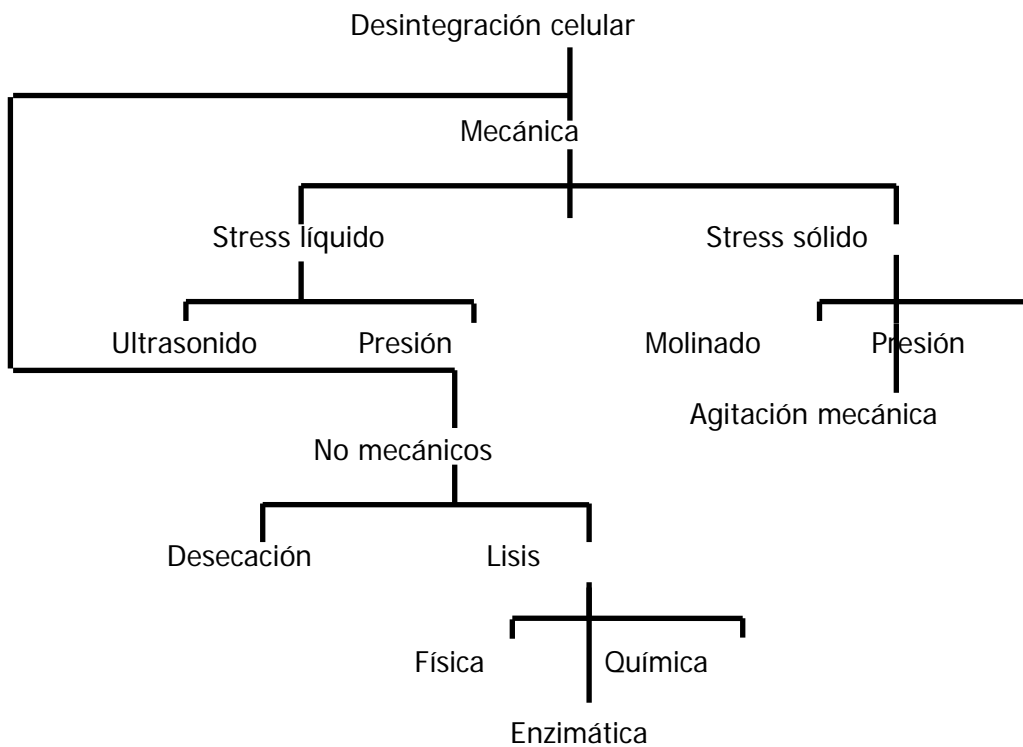 Desintegración celular
Mecánica
Stress líquido Stress sólido
Ultrasonido Presión Molinado Presión
Agitación mecánica
No mecánicos
Desecación Lisis
Física Química
Enzimática